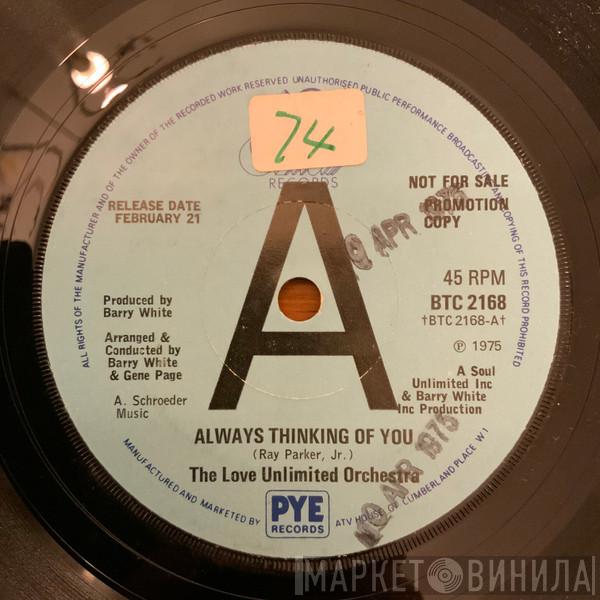 ALL RIGHTS OF THE MANUFACTURER AND OF THE OWNER OF THE RECORDED WORK RESERVED UNAUTHORISED PUBLIC PERFORMANCE BROADCASTING AND COPYING OF THIS RECORD PROHIBITED
74
RECORDS
RELEASE DATE
FEBRUARY 21
NOT FOR SALE
PROMOTION
COPY
APR
A
45 RPM
BTC 2168
†BTC 2168-A†
℗ 1975
Produced by
Barry White
Arranged &
Conducted by
Barry White
& Gene Page
A. Schroeder
Music
A Soul
Unlimited Inc
& Barry White
Inc Production
ALWAYS THINKING OF YOU
(Ray Parker, Jr.)
The Love Unlimited Orchestra
APR 1975
MANUFACTURED AND MARKETED BY
PYE
RECORDS
ATV HOUSE GT CUMBERLAND PLACE W1
МАРКЕТ ВИНИЛА